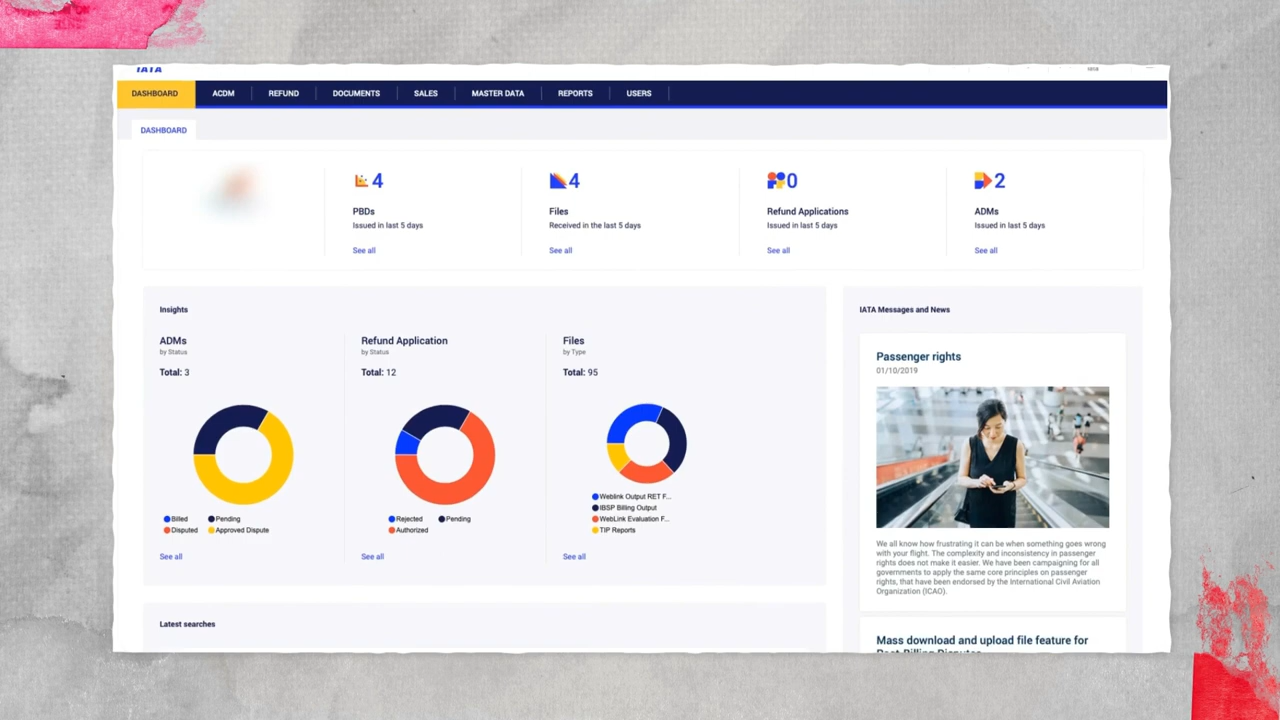 IATA
DASHBOARD ACDM REFUND DOCUMENTS SALES MASTER DATA REPORTS USERS
DASHBOARD
4
PBDs
Issued in last 5 days
See all
4
Files
Received in the last 5 days
See all
0
Refund Applications
Issued in last 5 days
See all
2
ADMs
Issued in last 5 days
See all
Insights
ADMs
by Status
Total: 3
Billed Pending
Disputed Approved Dispute
See all
Refund Application
by Status
Total: 12
Rejected Pending
Authorized
See all
Files
by Type
Total: 95
Weblink Output RET F...
IBSP Billing Output
WebLink Evaluation F...
TIP Reports
See all
Latest searches
IATA Messages and News
Passenger rights
01/10/2019
We all know how frustrating it can be when something goes wrong
with your flight. The complexity and inconsistency in passenger
rights does not make it easier. We have been campaigning for all
governments to apply the same core principles on passenger
rights, that have been endorsed by the International Civil Aviation
Organization (ICAO).
Mass download and upload file feature for
Post Billing Disputes